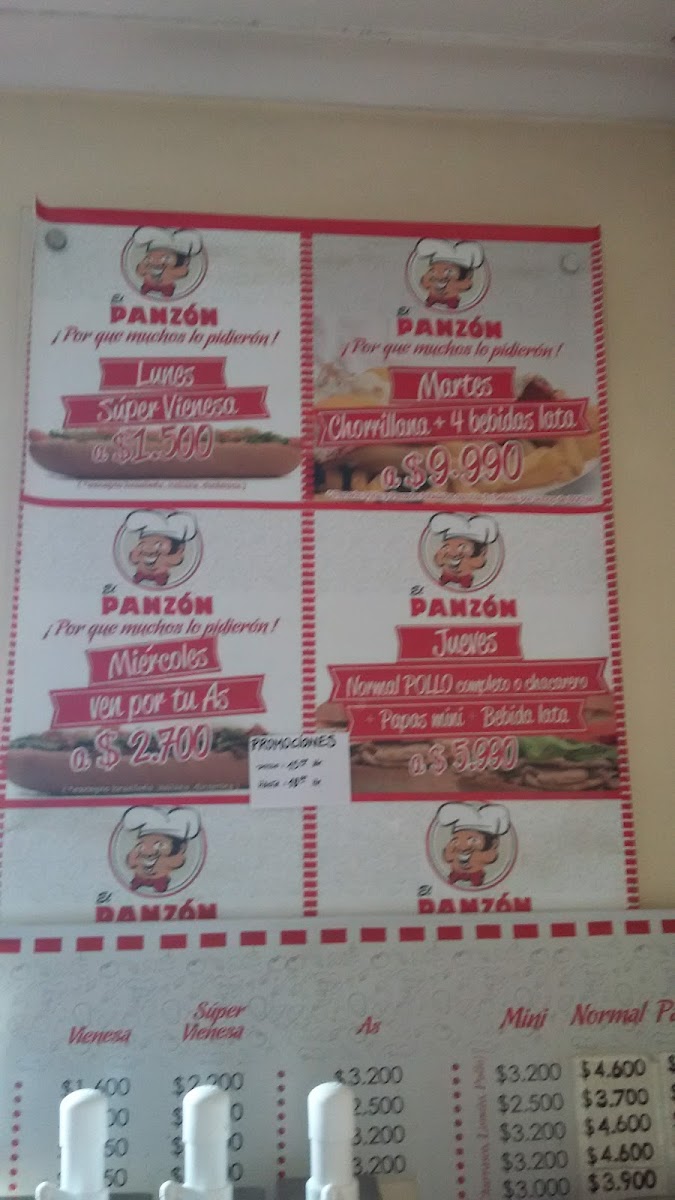 El
PANZÓN
¡Por que muchos lo pidierón!
Lunes
Súper Vienesa
a $1.500
El
PANZÓN
¡Por que muchos lo pidierón!
Martes
Chorrillana + 4 bebidas lata
a $9.990
El
PANZÓN
¡Por que muchos lo pidierón!
Miércoles
ven por tu As
a $2.700
El
PANZÓN
Jueves
Normal POLLO completo o chacarero
+ Papas mini + Bebida lata
a $5.990
PROMOCIONES
El
PANZÓN
El
PANZÓN
Vienesa
Súper
Vienesa
As
Mini
Normal
$1.600
$3.200
$3.200
$4.600
2.500
$2.500
$3.700
3.200
$3.200
$4.600
3.200
$3.200
$4.600
$3.000
$3.900